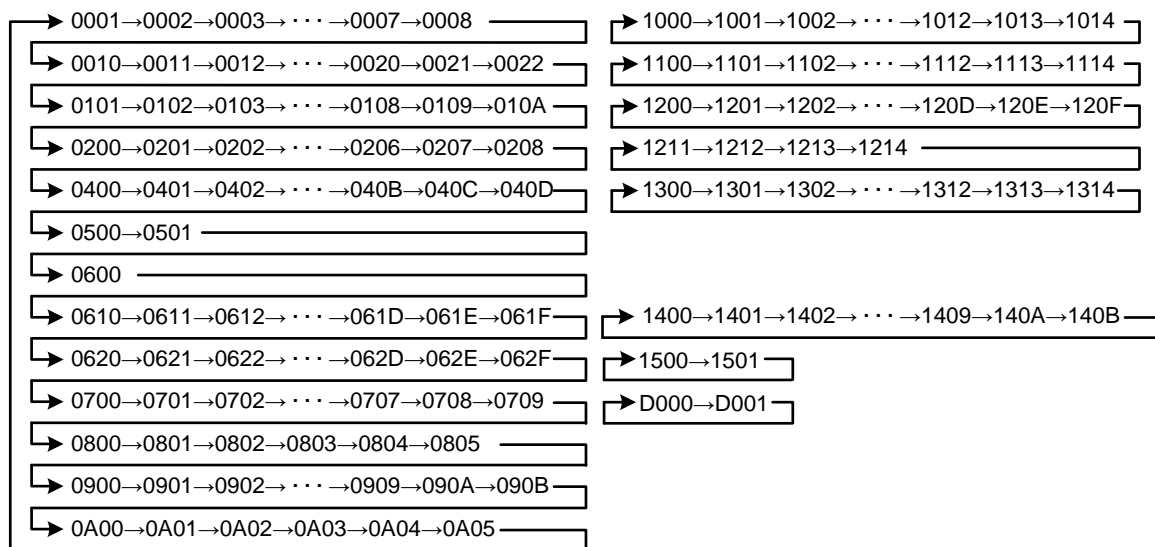 0001→0002→0003→ · · · →0007→0008
0010→0011→0012→ · · · →0020→0021→0022
0101→0102→0103→ · · · →0108→0109→010A
0200→0201→0202→ · · · →0206→0207→0208
0400→0401→0402→ · · · →040B→040C→040D
0500→0501
0600
0610→0611→0612→ · · · →061D→061E→061F
0620→0621→0622→ · · · →062D→062E→062F
0700→0701→0702→ · · · →0707→0708→0709
0800→0801→0802→0803→0804→0805
0900→0901→0902→ · · · →0909→090A→090B
0A00→0A01→0A02→0A03→0A04→0A05
1000→1001→1002→ · · · →1012→1013→1014
1100→1101→1102→ · · · →1112→1113→1114
1200→1201→1202→ · · · →120D→120E→120F
1211→1212→1213→1214
1300→1301→1302→ · · · →1312→1313→1314
1400→1401→1402→ · · · →1409→140A→140B
1500→1501
D000→D001